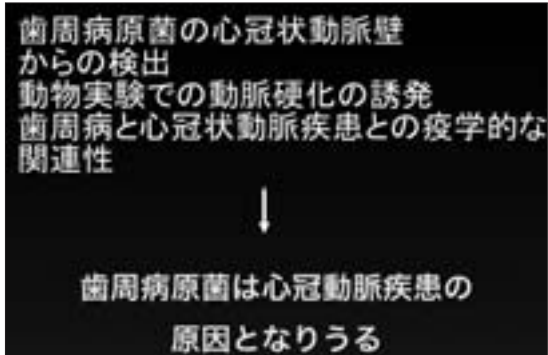 歯周病原菌の心冠状動脈壁
からの検出
動物実験での動脈硬化の誘発
歯周病と心冠状動脈疾患との疫学的な
関連性
↓
歯周病原菌は心冠動脈疾患の
原因となりうる